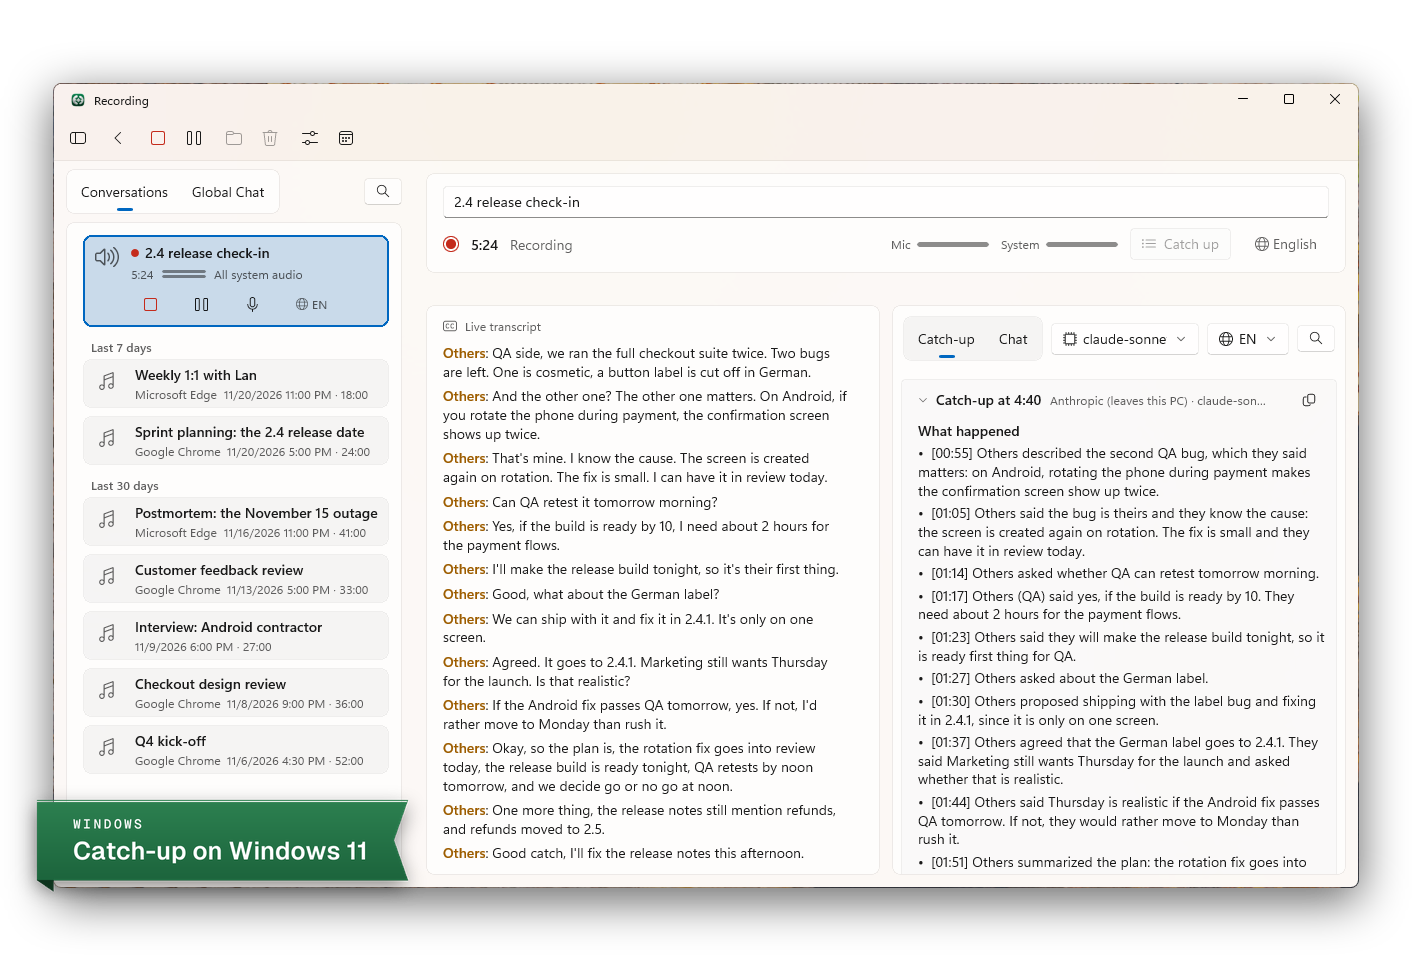 Recording
Conversations
Global Chat
2.4 release check-in
5:24
All system audio
EN
Last 7 days
Weekly 1:1 with Lan
Microsoft Edge 11/20/2026 11:00 PM · 18:00
Sprint planning: the 2.4 release date
Google Chrome 11/20/2026 5:00 PM · 24:00
Last 30 days
Postmortem: the November 15 outage
Microsoft Edge 11/16/2026 11:00 PM · 41:00
Customer feedback review
Google Chrome 11/13/2026 5:00 PM · 33:00
Interview: Android contractor
11/9/2026 6:00 PM · 27:00
Checkout design review
Google Chrome 11/8/2026 9:00 PM · 36:00
Q4 kick-off
Google Chrome 11/6/2026 4:30 PM · 52:00
WINDOWS
Catch-up on Windows 11
2.4 release check-in
5:24 Recording
Mic
System
Catch up
English
CC Live transcript
Others: QA side, we ran the full checkout suite twice. Two bugs
are left. One is cosmetic, a button label is cut off in German.
Others: And the other one? The other one matters. On Android, if
you rotate the phone during payment, the confirmation screen
shows up twice.
Others: That's mine. I know the cause. The screen is created
again on rotation. The fix is small. I can have it in review today.
Others: Can QA retest it tomorrow morning?
Others: Yes, if the build is ready by 10, I need about 2 hours for
the payment flows.
Others: I'll make the release build tonight, so it's their first thing.
Others: Good, what about the German label?
Others: We can ship with it and fix it in 2.4.1. It's only on one
screen.
Others: Agreed. It goes to 2.4.1. Marketing still wants Thursday
for the launch. Is that realistic?
Others: If the Android fix passes QA tomorrow, yes. If not, I'd
rather move to Monday than rush it.
Others: Okay, so the plan is, the rotation fix goes into review
today, the release build is ready tonight, QA retests by noon
tomorrow, and we decide go or no go at noon.
Others: One more thing, the release notes still mention refunds,
and refunds moved to 2.5.
Others: Good catch, I'll fix the release notes this afternoon.
Catch-up
Chat
claude-sonne
EN
Catch-up at 4:40 Anthropic (leaves this PC) · claude-son...
What happened
• [00:55] Others described the second QA bug, which they said
matters: on Android, rotating the phone during payment makes
the confirmation screen show up twice.
• [01:05] Others said the bug is theirs and they know the cause:
the screen is created again on rotation. The fix is small and they
can have it in review today.
• [01:14] Others asked whether QA can retest tomorrow morning.
• [01:17] Others (QA) said yes, if the build is ready by 10. They
need about 2 hours for the payment flows.
• [01:23] Others said they will make the release build tonight, so it
is ready first thing for QA.
• [01:27] Others asked about the German label.
• [01:30] Others proposed shipping with the label bug and fixing
it in 2.4.1, since it is only on one screen.
• [01:37] Others agreed that the German label goes to 2.4.1. They
said Marketing still wants Thursday for the launch and asked
whether that is realistic.
• [01:44] Others said Thursday is realistic if the Android fix passes
QA tomorrow. If not, they would rather move to Monday than
rush it.
• [01:51] Others summarized the plan: the rotation fix goes into